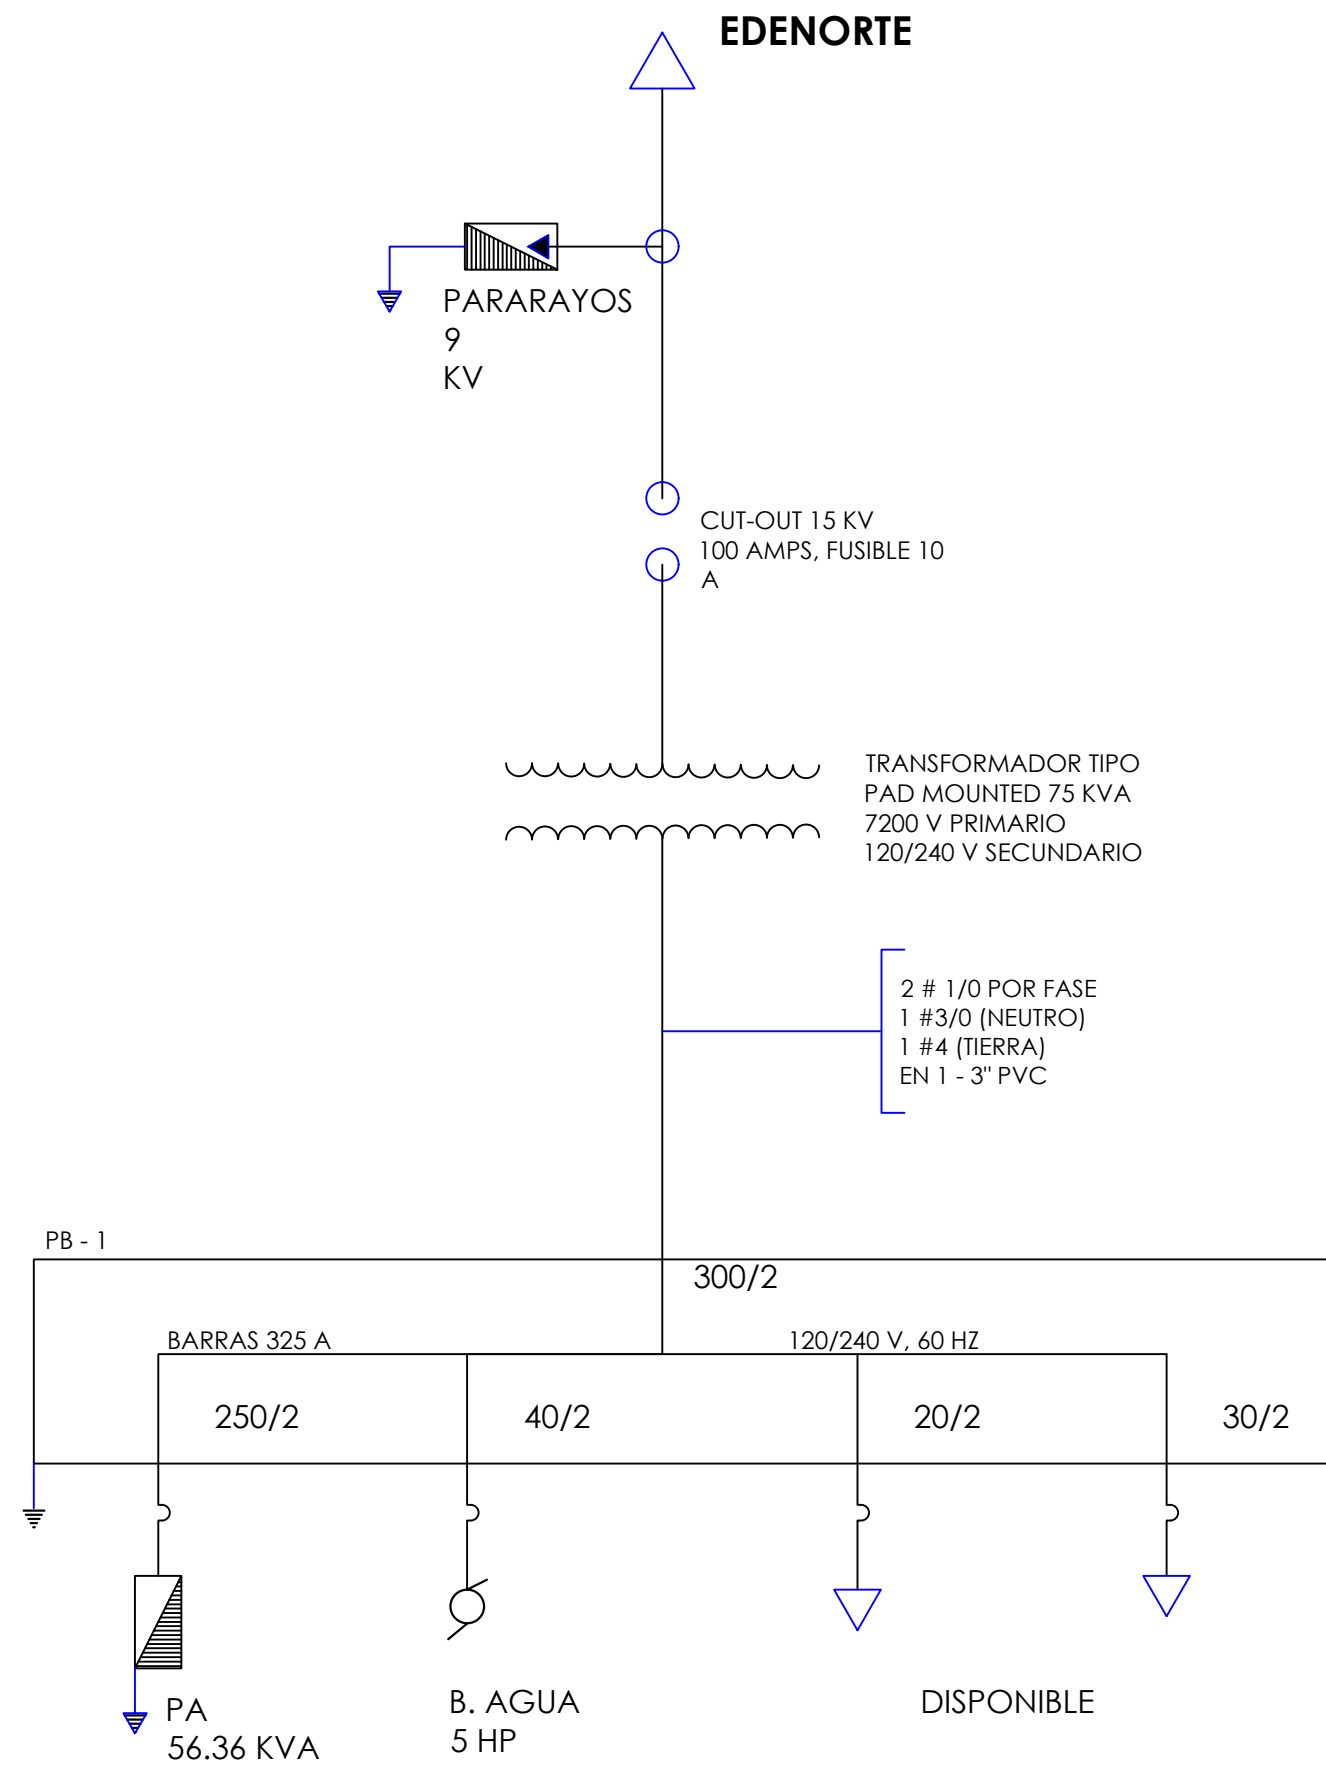 EDENORTE
PARARAYOS
9
KV
CUT-OUT 15 KV
100 AMPS, FUSIBLE 10
A
TRANSFORMADOR TIPO
PAD MOUNTED 75 KVA
7200 V PRIMARIO
120/240 V SECUNDARIO
2 # 1/0 POR FASE
1 #3/0 (NEUTRO)
1 #4 (TIERRA)
EN 1 - 3" PVC
PB - 1
300/2
BARRAS 325 A
120/240 V, 60 HZ
250/2
40/2
20/2
30/2
PA
56.36 KVA
B. AGUA
5 HP
DISPONIBLE